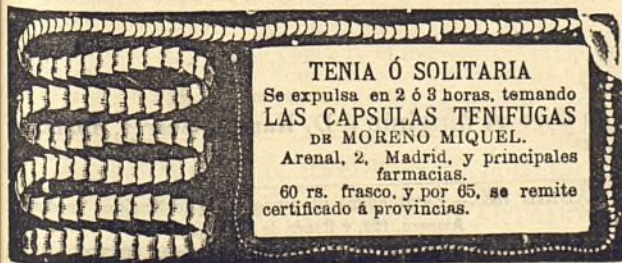 TENIA Ó SOLITARIA
Se expulsa en 2 ó 3 horas, temando
LAS CAPSULAS TENIFUGAS
DE MORENO MIQUEL.
Arenal, 2, Madrid, y principales
farmacias.
60 rs. frasco, y por 65, se remite
certificado á provincias.